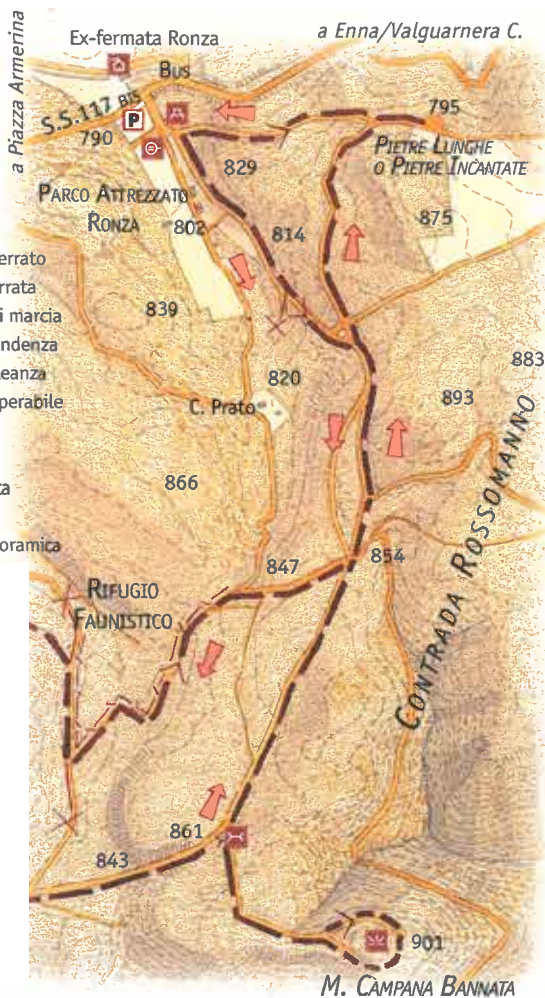 a Piazza Armerina
Ex-fermata Ronza
a Enna/Valguarnera C.
Bus
S.S.117 BIS
P
790
795
829
PIETRE LUNGHE
O PIETRE INCANTATE
PARCO ATTREZZATO
RONZA
802
875
814
errato
rrata
i marcia
839
ndenza
883
leanza
820
893
perabile
C. Prato
866
ta
oramica
847
854
CONTRADA ROSSOMANNO
RIFUGIO
FAUNISTICO
861
843
901
M. CAMPANA BANNATA